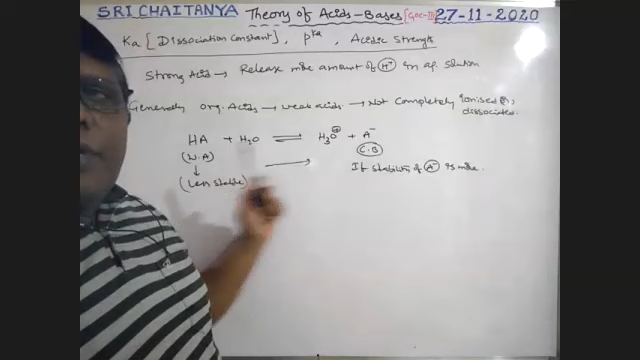 SRI CHAITANYA Theory of Acids-Bases [GOC-III] 27-11-2020
Ka [Dissociation Constant] , pKa , Acidic Strength
Strong Acid → Release more amount of H⁺ in aq. solution
Generally org. Acids → weak acids → Not Completely ionised (or) dissociated.
HA + H₂O ⇌ H₃O⊕ + A⁻
(W.A) C.B
↓
(Less stable) → If stability of A⁻ is more.